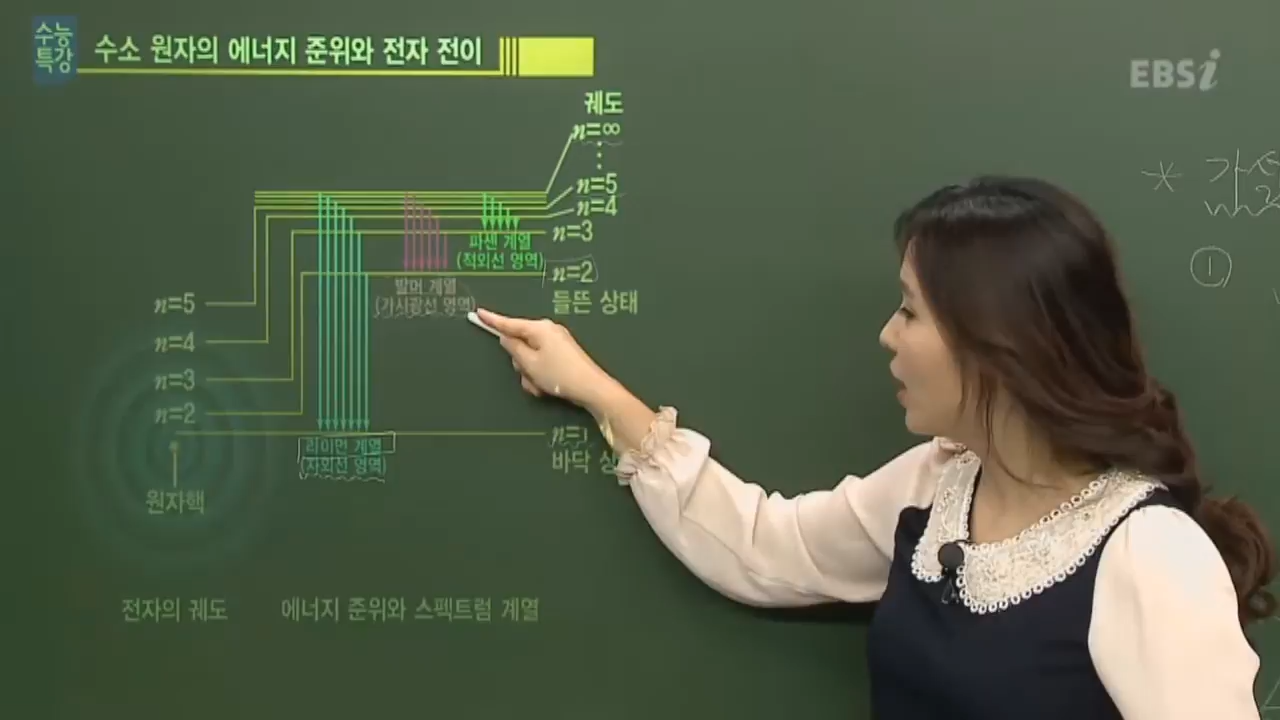 수능
특강
수소 원자의 에너지 준위와 전자 전이
EBSi
궤도
n=∞
n=5
n=4
n=3
n=2
들뜬 상태
파셴 계열
(적외선 영역)
발머 계열
(가시광선 영역)
n=5
n=4
n=3
n=2
원자핵
라이먼 계열
(자외선 영역)
바닥
전자의 궤도
에너지 준위와 스펙트럼 계열
①